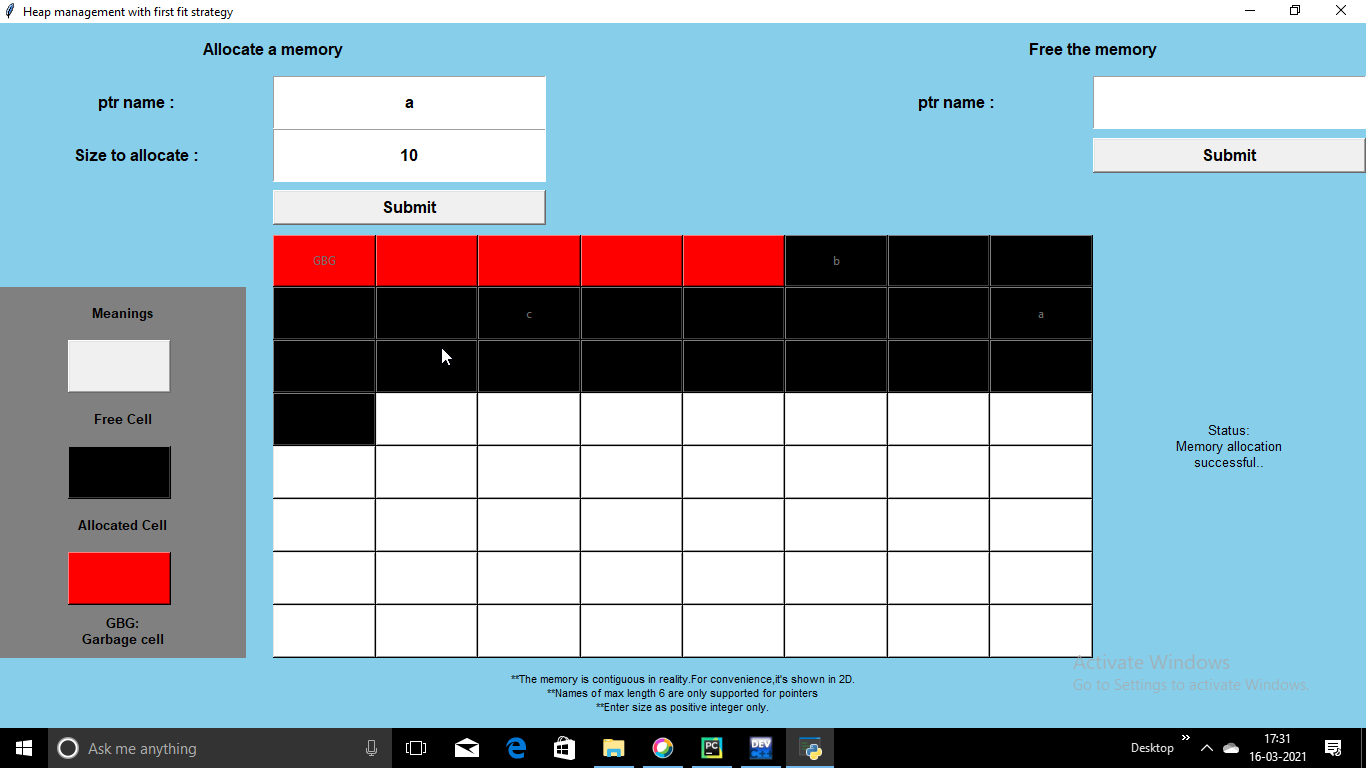 Heap management with first fit strategy
Allocate a memory
Free the memory
ptr name :
a
ptr name :
Size to allocate :
10
Submit
Submit
GBG
b
c
a
Meanings
Free Cell
Allocated Cell
GBG:
Garbage cell
Status:
Memory allocation
successful..
**The memory is contiguous in reality.For convenience,it's shown in 2D.
**Names of max length 6 are only supported for pointers
**Enter size as positive integer only.
Activate Windows
Go to Settings to activate Windows.
Ask me anything
PC
DEV
Desktop
17:31
16-03-2021